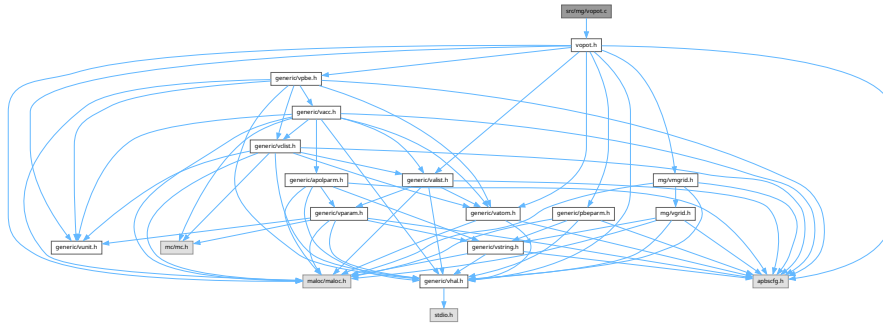 src/mg/vopot.c
vopot.h
generic/vpbe.h
generic/vacc.h
generic/vclist.h
generic/apolparm.h
generic/valist.h
mg/vmgrid.h
generic/vparam.h
generic/vatom.h
generic/pbeparm.h
mg/vgrid.h
generic/vunit.h
mc/mc.h
generic/vstring.h
maloc/maloc.h
generic/vhal.h
apbscfg.h
stdio.h